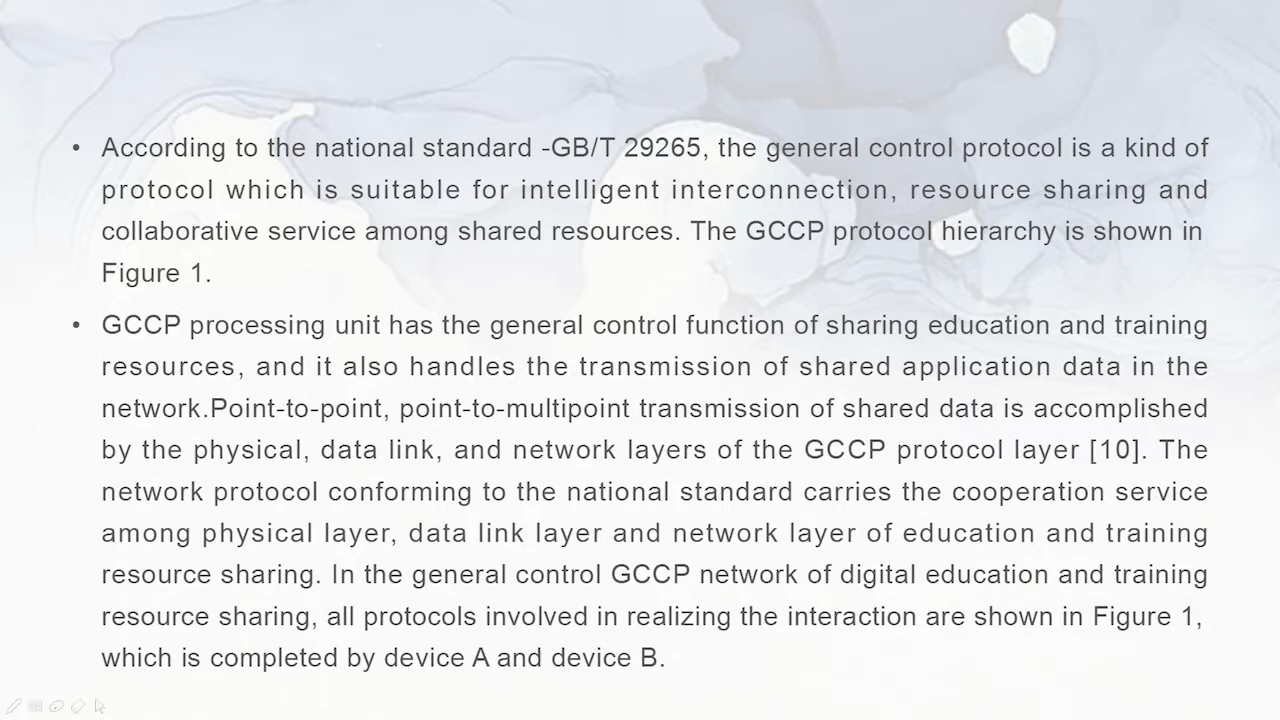 • According to the national standard -GB/T 29265, the general control protocol is a kind of
protocol which is suitable for intelligent interconnection, resource sharing and
collaborative service among shared resources. The GCCP protocol hierarchy is shown in
Figure 1.
• GCCP processing unit has the general control function of sharing education and training
resources, and it also handles the transmission of shared application data in the
network.Point-to-point, point-to-multipoint transmission of shared data is accomplished
by the physical, data link, and network layers of the GCCP protocol layer [10]. The
network protocol conforming to the national standard carries the cooperation service
among physical layer, data link layer and network layer of education and training
resource sharing. In the general control GCCP network of digital education and training
resource sharing, all protocols involved in realizing the interaction are shown in Figure 1,
which is completed by device A and device B.